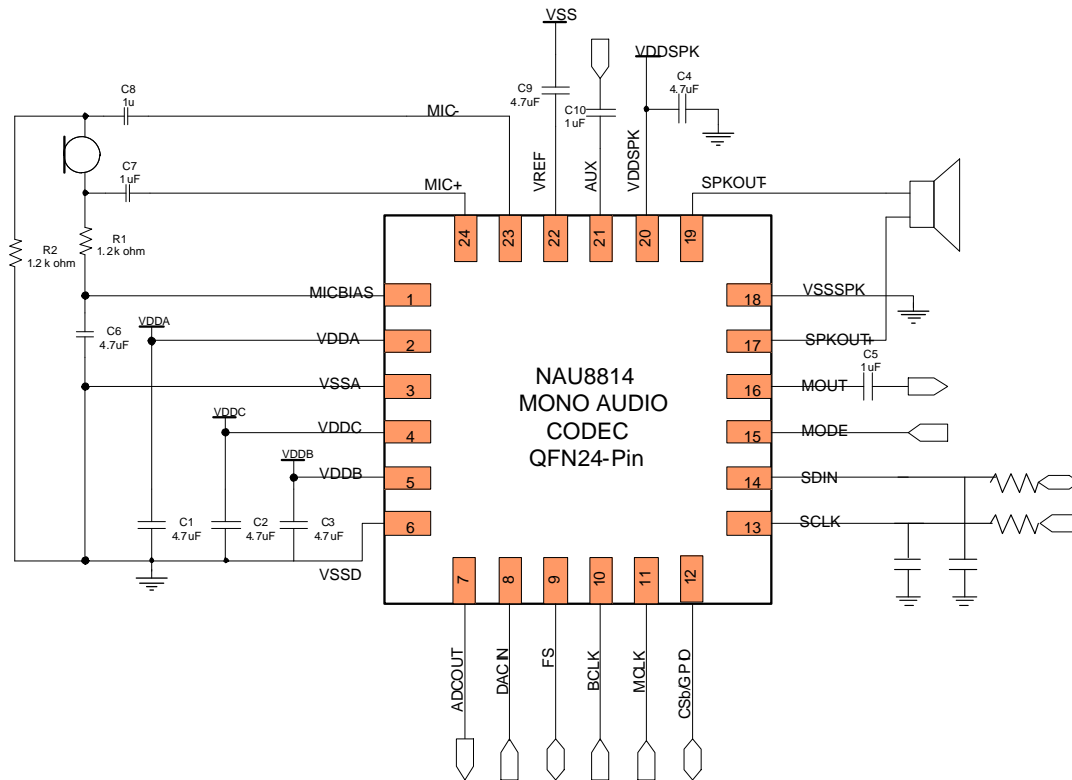 VSS
VDDSPK
C9
4.7uF
C10
1uF
C4
4.7uF
C8
1u
MIC-
C7
1uF
MIC+
VREF
AUX
VDDSPK
SPKOUT-
R2
1.2k ohm
R1
1.2k ohm
24
23
22
21
20
19
MICBIAS
1
18
VSSSPK
C6
4.7uF
VDDA
VDDA
2
17
SPKOUT+
VSSA
3
16
MOUT
C5
1uF
VDDC
VDDC
4
15
MODE
VDDB
VDDB
5
14
SDIN
NAU8814
MONO AUDIO
CODEC
QFN24-Pin
C1
4.7uF
C2
4.7uF
C3
4.7uF
6
13
SCLK
VSSD
7
8
9
10
11
12
ADCOUT
DACIN
FS
BCLK
MCLK
CSb/GPIO